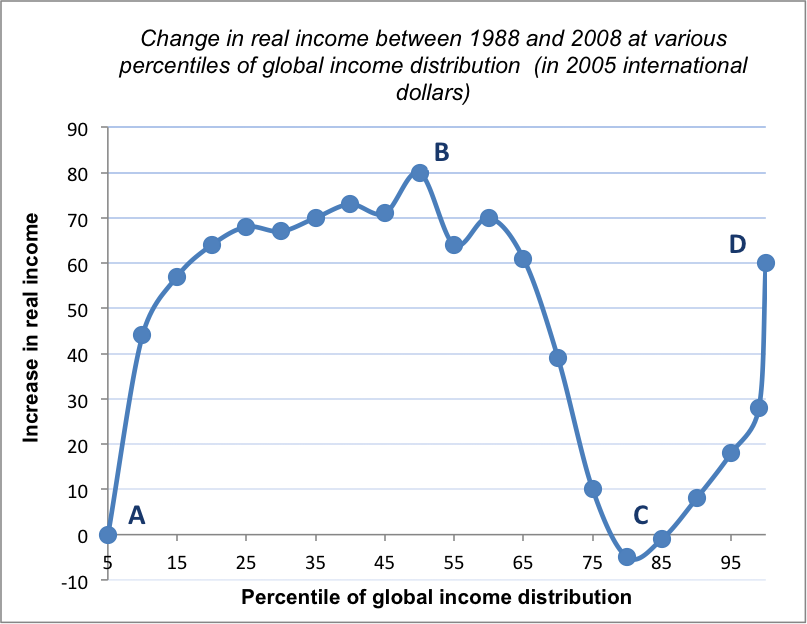 Change in real income between 1988 and 2008 at various
percentiles of global income distribution (in 2005 international
dollars)
90
B
80
70
D
60
50
40
30
20
10
A
C
0
5
15
25
35
45
55
65
75
85
95
-10
Increase in real income
Percentile of global income distribution